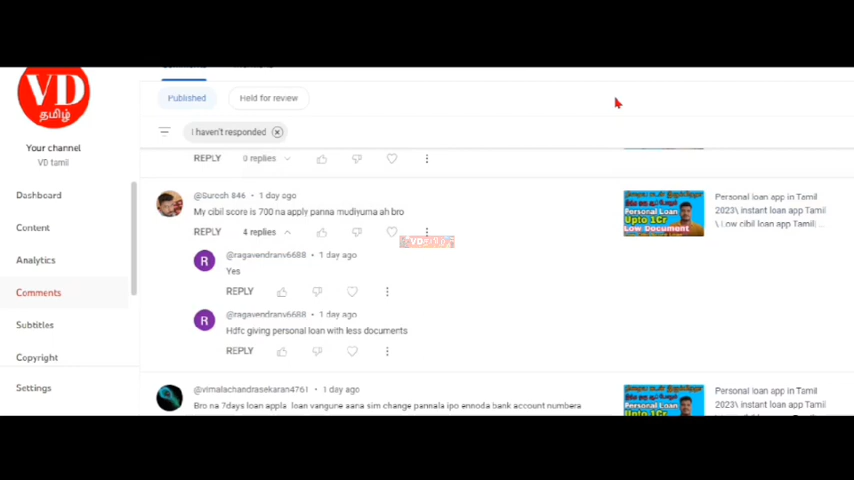 VD
தமிழ்
Your channel
VD tamil
Dashboard
Content
Analytics
Comments
Subtitles
Copyright
Settings
Published
Held for review
I haven't responded
REPLY 0 replies
@Suresh-846 • 1 day ago
My cibil score is 700 na apply panna mudiyuma ah bro
REPLY 4 replies
@ragavendranv6688 • 1 day ago
Yes
REPLY
@ragavendranv6688 • 1 day ago
Hdfc giving personal loan with less documents
REPLY
@vimalachandrasekaran4761 • 1 day ago
Bro na 7days loan appla loan vangure aana sim change pannala ipo ennoda bank account numbera
Personal Loan
Upto 1Cr
Low Document
Personal loan app in Tamil
2023\ instant loan app Tamil
\ Low cibil loan app Tamil...
Personal Loan
Upto 1Cr
Personal loan app in Tamil
2023\ instant loan app Tamil